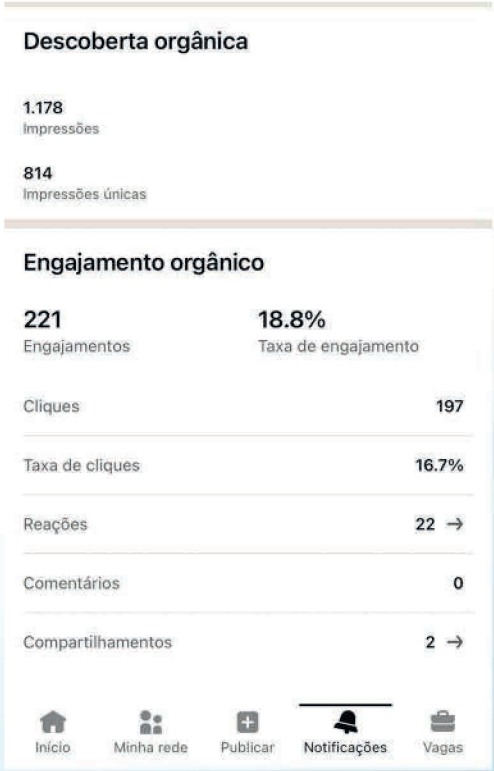 Descoberta orgânica
1.178
Impressões
814
Impressões únicas
Engajamento orgânico
221
Engajamentos
18.8%
Taxa de engajamento
Cliques 197
Taxa de cliques 16.7%
Reações 22 →
Comentários 0
Compartilhamentos 2 →
Início Minha rede Publicar Notificações Vagas